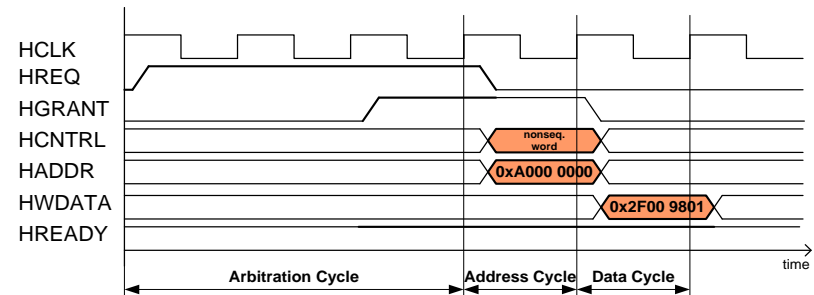 HCLK
HREQ
HGRANT
HCNTRL
nonseq.
word
HADDR
0xA000 0000
HWDATA
0x2F00 9801
HREADY
time
Arbitration Cycle
Address Cycle
Data Cycle